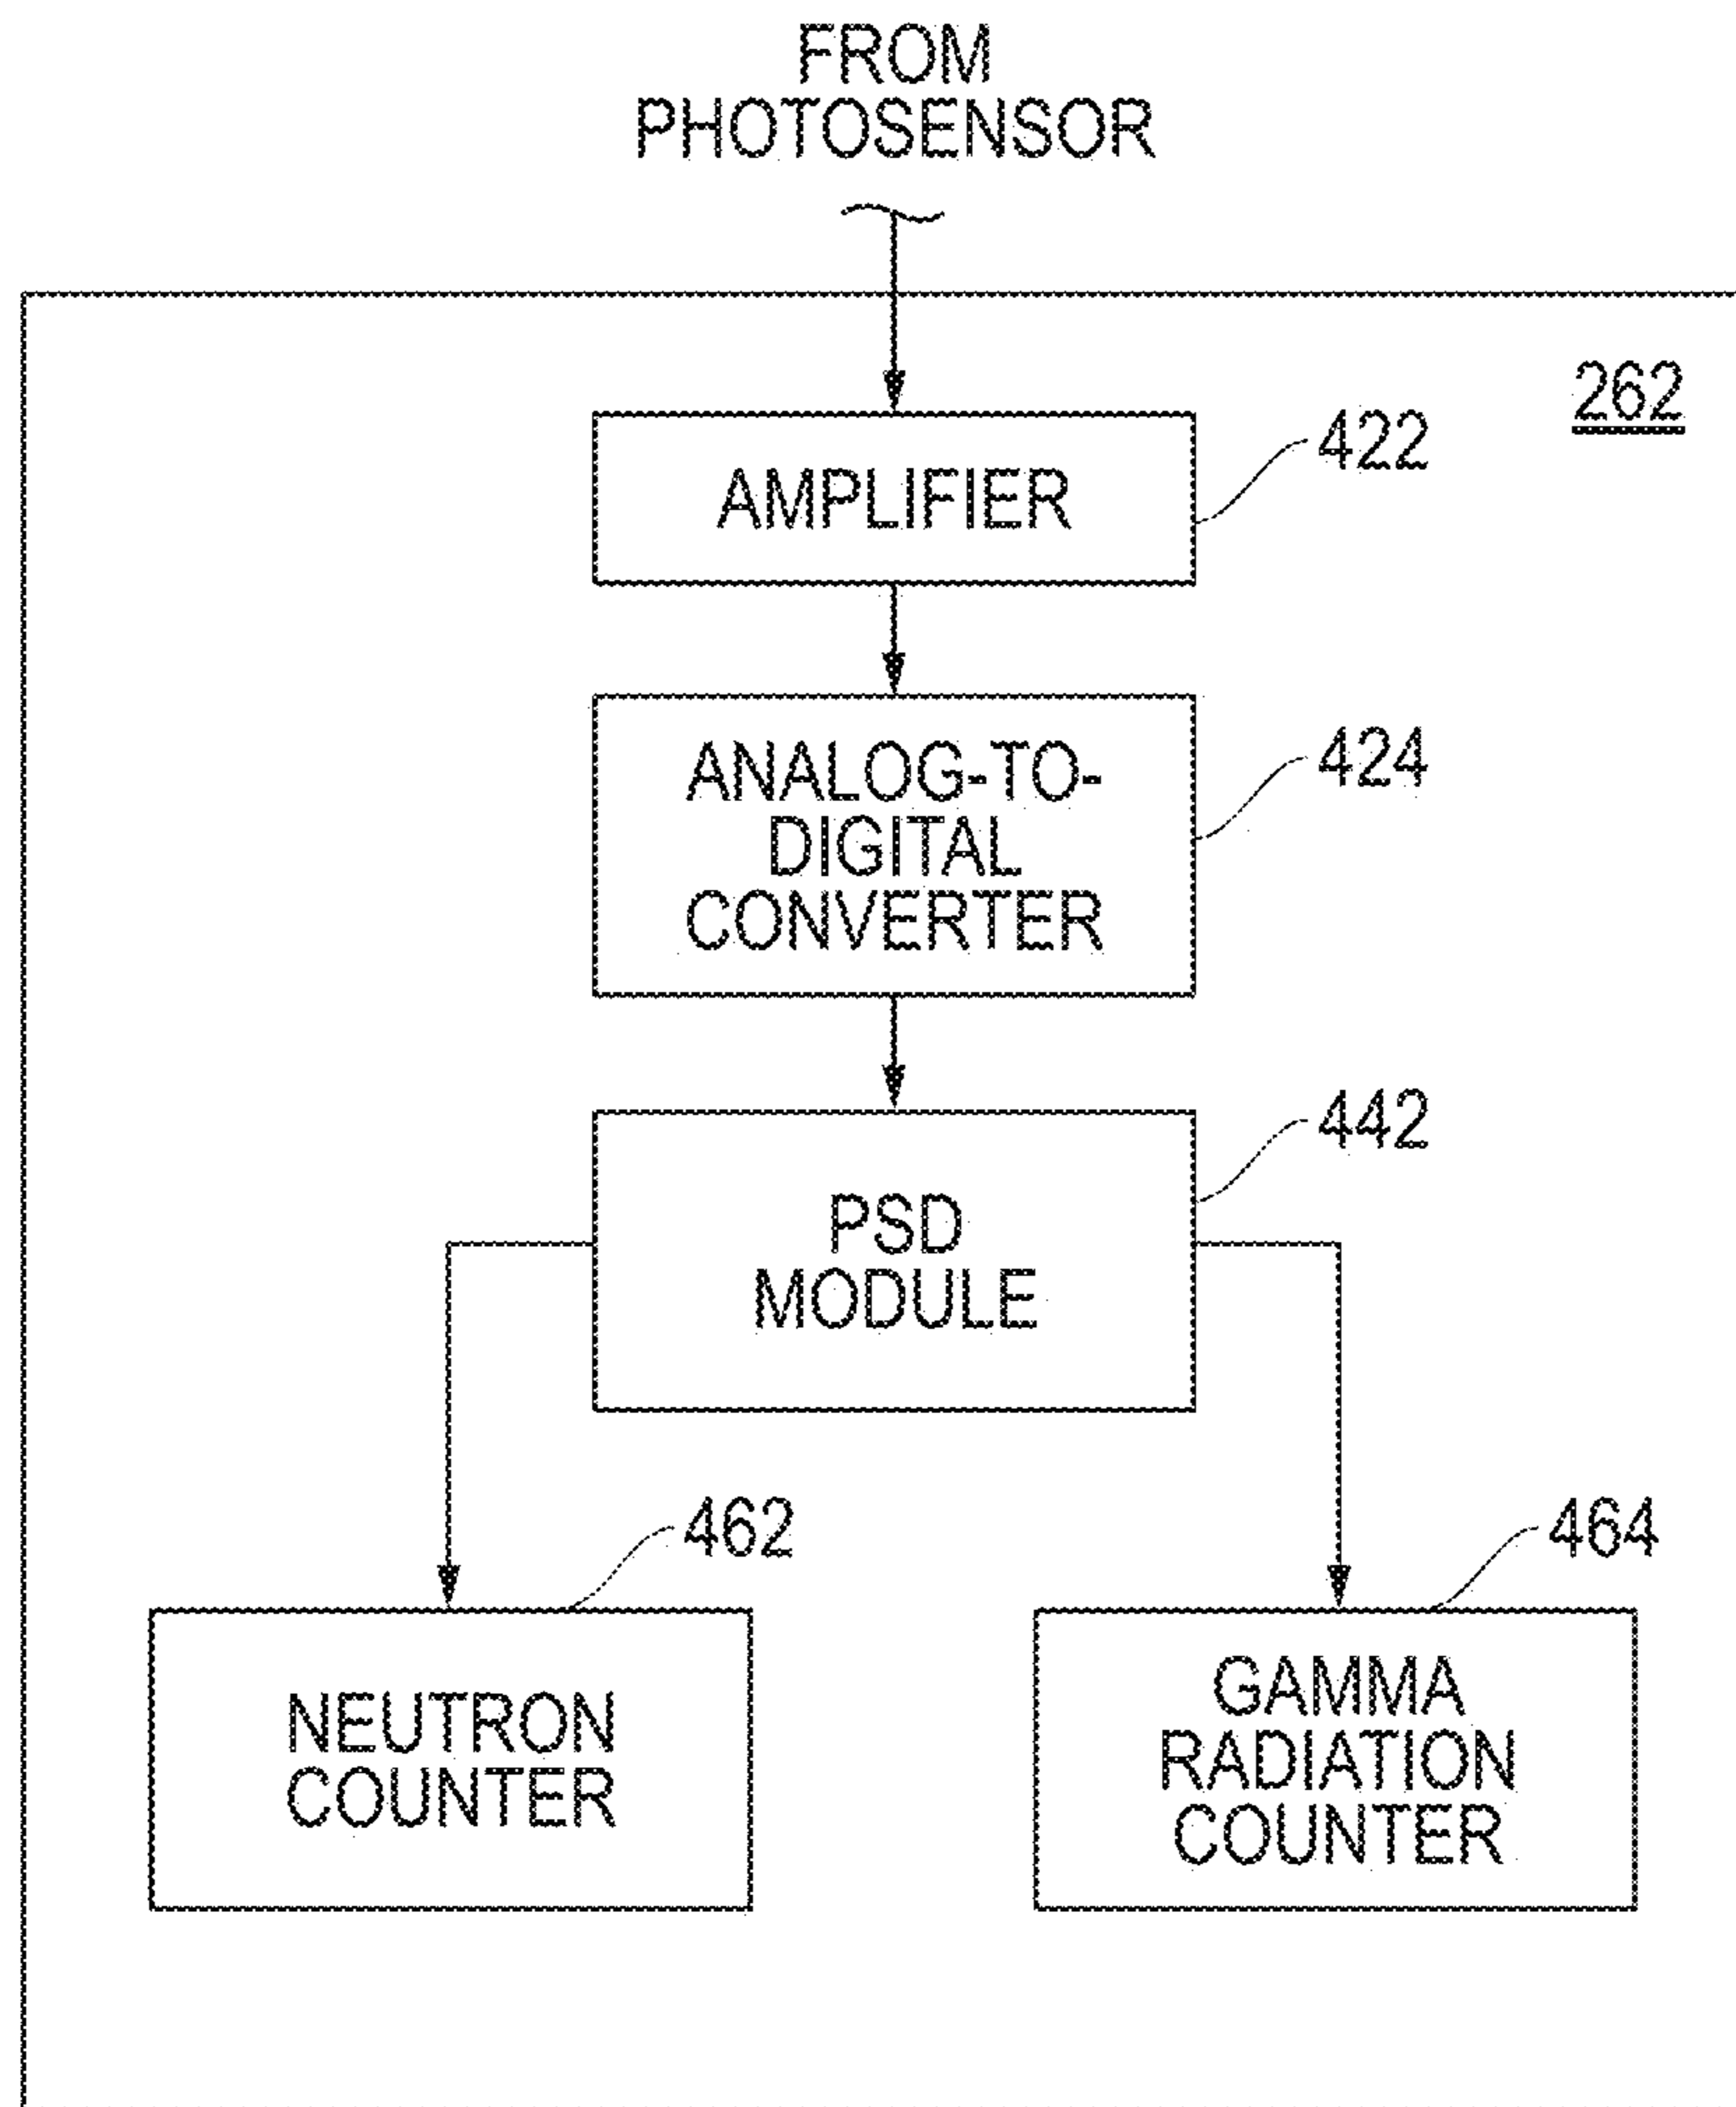 FROM
PHOTOSENSOR
262
422
AMPLIFIER
424
ANALOG-TO-
DIGITAL
CONVERTER
442
PSD
MODULE
462
464
NEUTRON
COUNTER
GAMMA
RADIATION
COUNTER